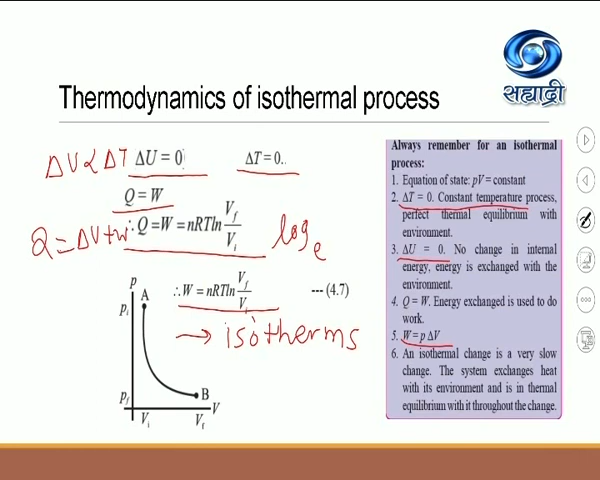 सह्याद्री
Thermodynamics of isothermal process
ΔU ∝ ΔT ΔU = 0 ΔT = 0.
Q = W
∴ Q = W = nRTln Vf/Vi logₑ
Q = ΔU + W
∴ W = nRTln Vf/Vi --- (4.7)
→ isotherms
p
A
pi
pf
B
Vi Vf V
Always remember for an isothermal
process:
1. Equation of state: pV = constant
2. ΔT = 0. Constant temperature process,
perfect thermal equilibrium with
environment.
3. ΔU = 0. No change in internal
energy, energy is exchanged with the
environment.
4. Q = W. Energy exchanged is used to do
work.
5. W = p ΔV
6. An isothermal change is a very slow
change. The system exchanges heat
with its environment and is in thermal
equilibrium with it throughout the change.